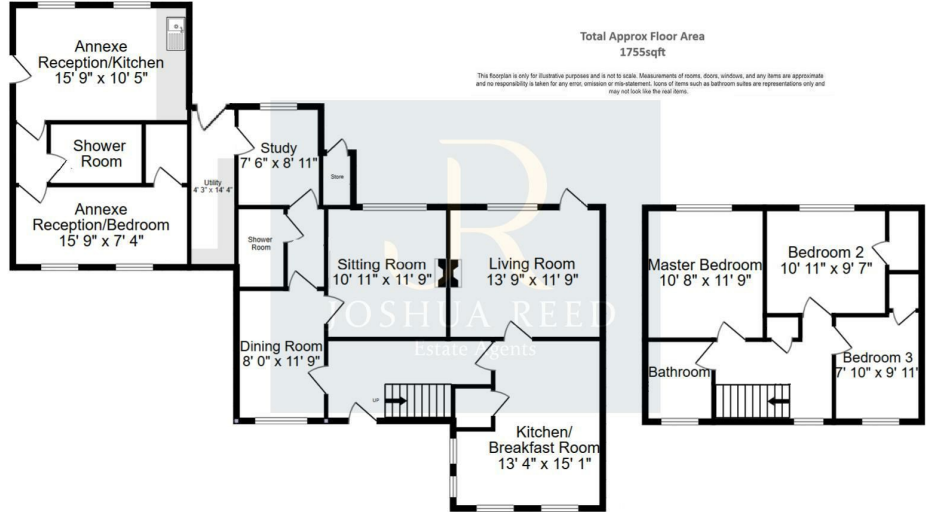 Total Approx Floor Area
1755sqft
This floorplan is only for illustrative purposes and is not to scale. Measurements of rooms, doors, windows, and any items are approximate
and no responsibility is taken for any error, omission or mis-statement. Icons of items such as bathroom suites are representations only and
may not look like the real items.
Annexe
Reception/Kitchen
15' 9" x 10' 5"
Shower
Room
Annexe
Reception/Bedroom
15' 9" x 7' 4"
Utility
4' 3" x 14' 4"
Study
7' 6" x 8' 11"
Store
Shower
Room
Sitting Room
10' 11" x 11' 9"
Living Room
13' 9" x 11' 9"
JR
JOSHUA REED
Estate Agents
Dining Room
8' 0" x 11' 9"
UP
Kitchen/
Breakfast Room
13' 4" x 15' 1"
Master Bedroom
10' 8" x 11' 9"
Bedroom 2
10' 11" x 9' 7"
Bathroom
Bedroom 3
7' 10" x 9' 11"